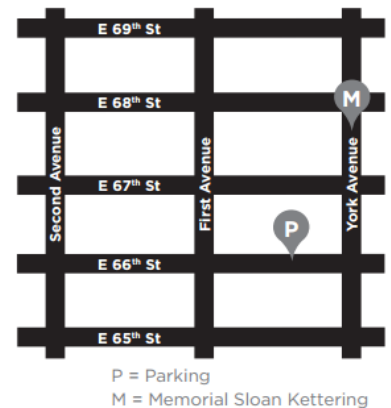 E 69th St
E 68th St
M
Second Avenue
First Avenue
York Avenue
E 67th St
P
E 66th St
E 65th St
P = Parking
M = Memorial Sloan Kettering